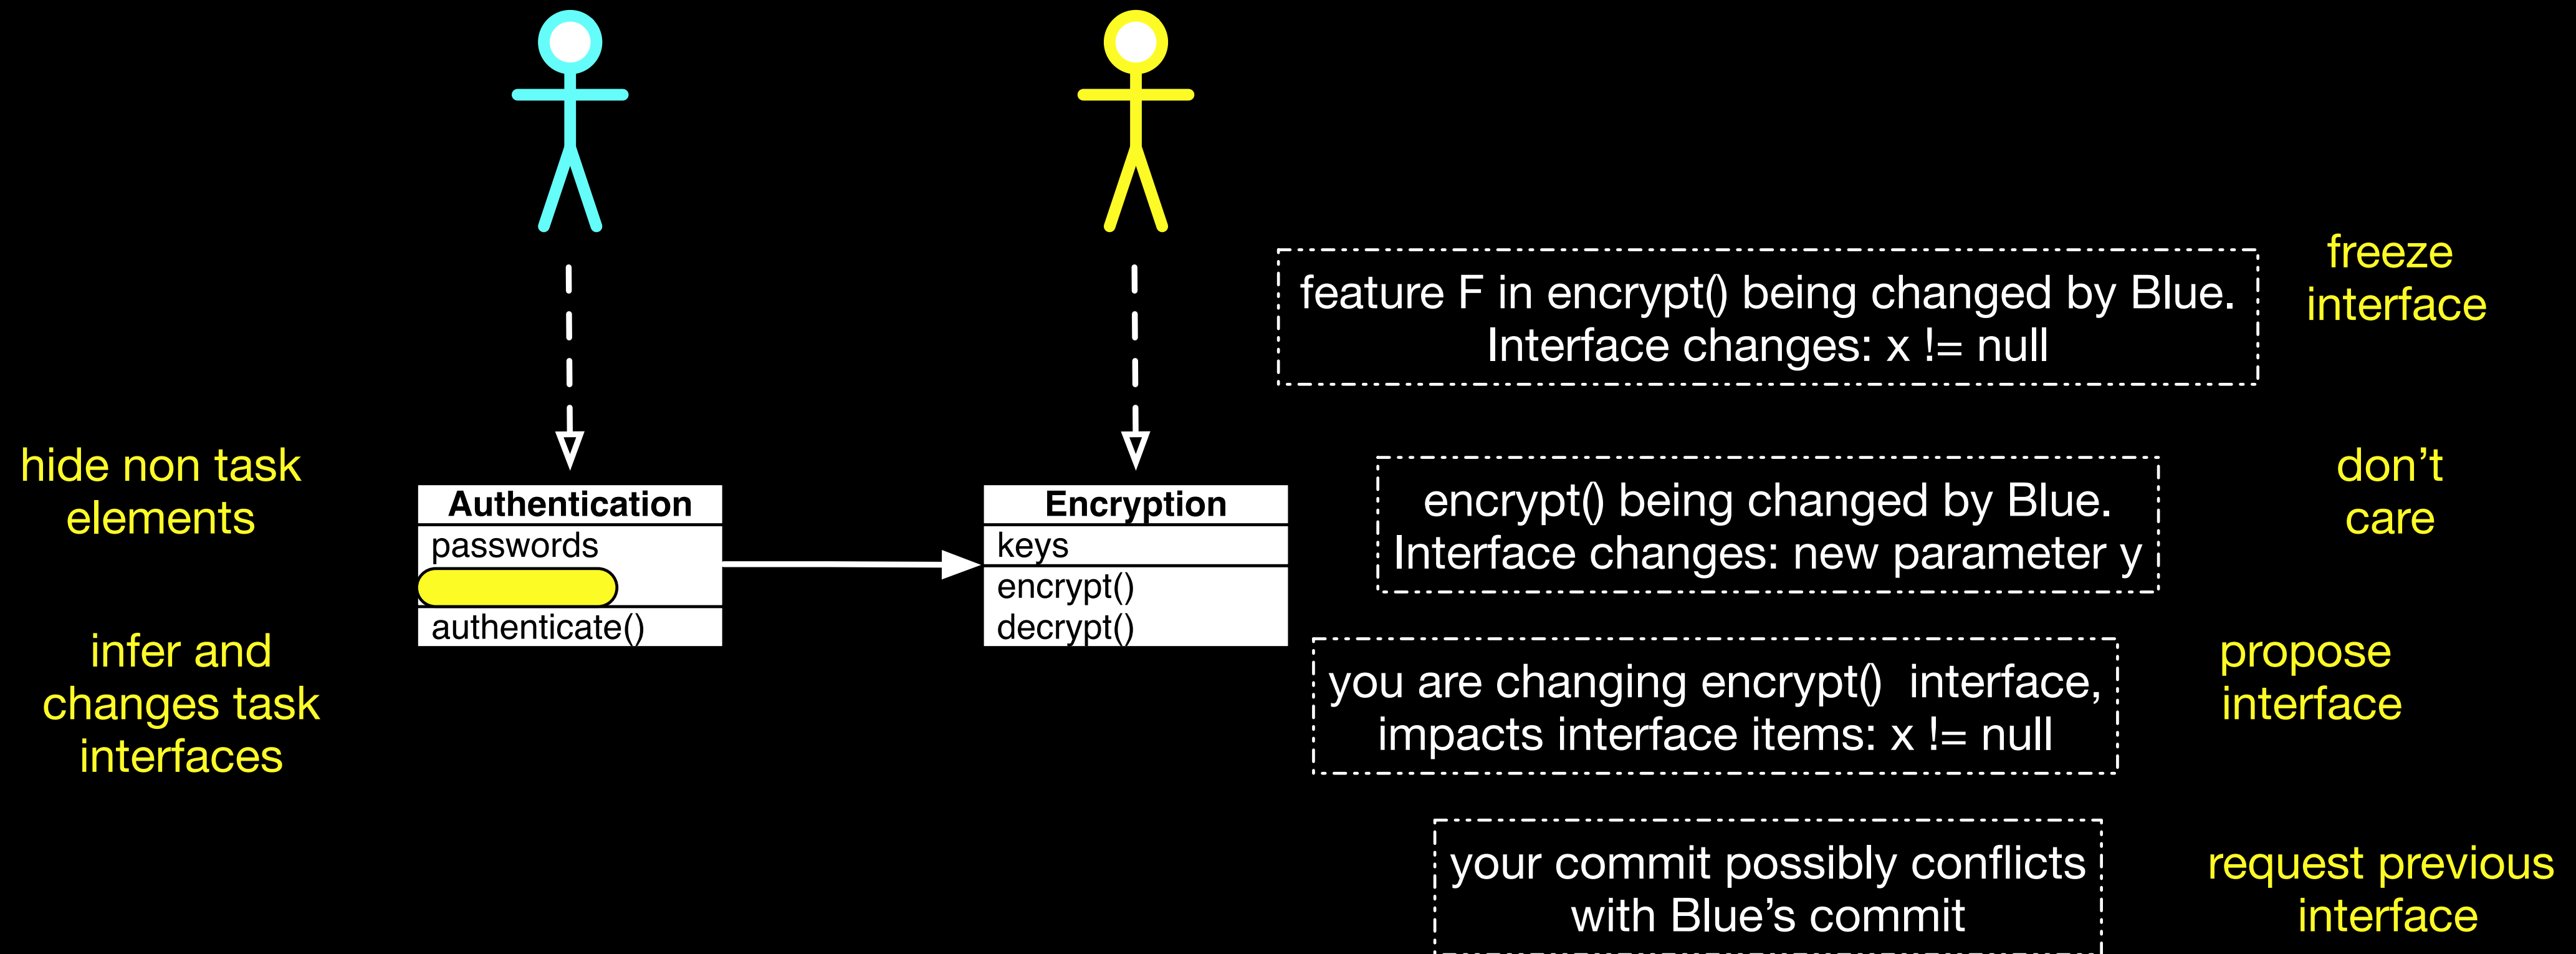 hide non task
elements
infer and
changes task
interfaces
Authentication
passwords
authenticate()
Encryption
keys
encrypt()
decrypt()
feature F in encrypt() being changed by Blue.
Interface changes: x != null
freeze
interface
encrypt() being changed by Blue.
Interface changes: new parameter y
don’t
care
you are changing encrypt()  interface,
impacts interface items: x != null
propose
interface
your commit possibly conflicts
with Blue’s commit
request previous
interface